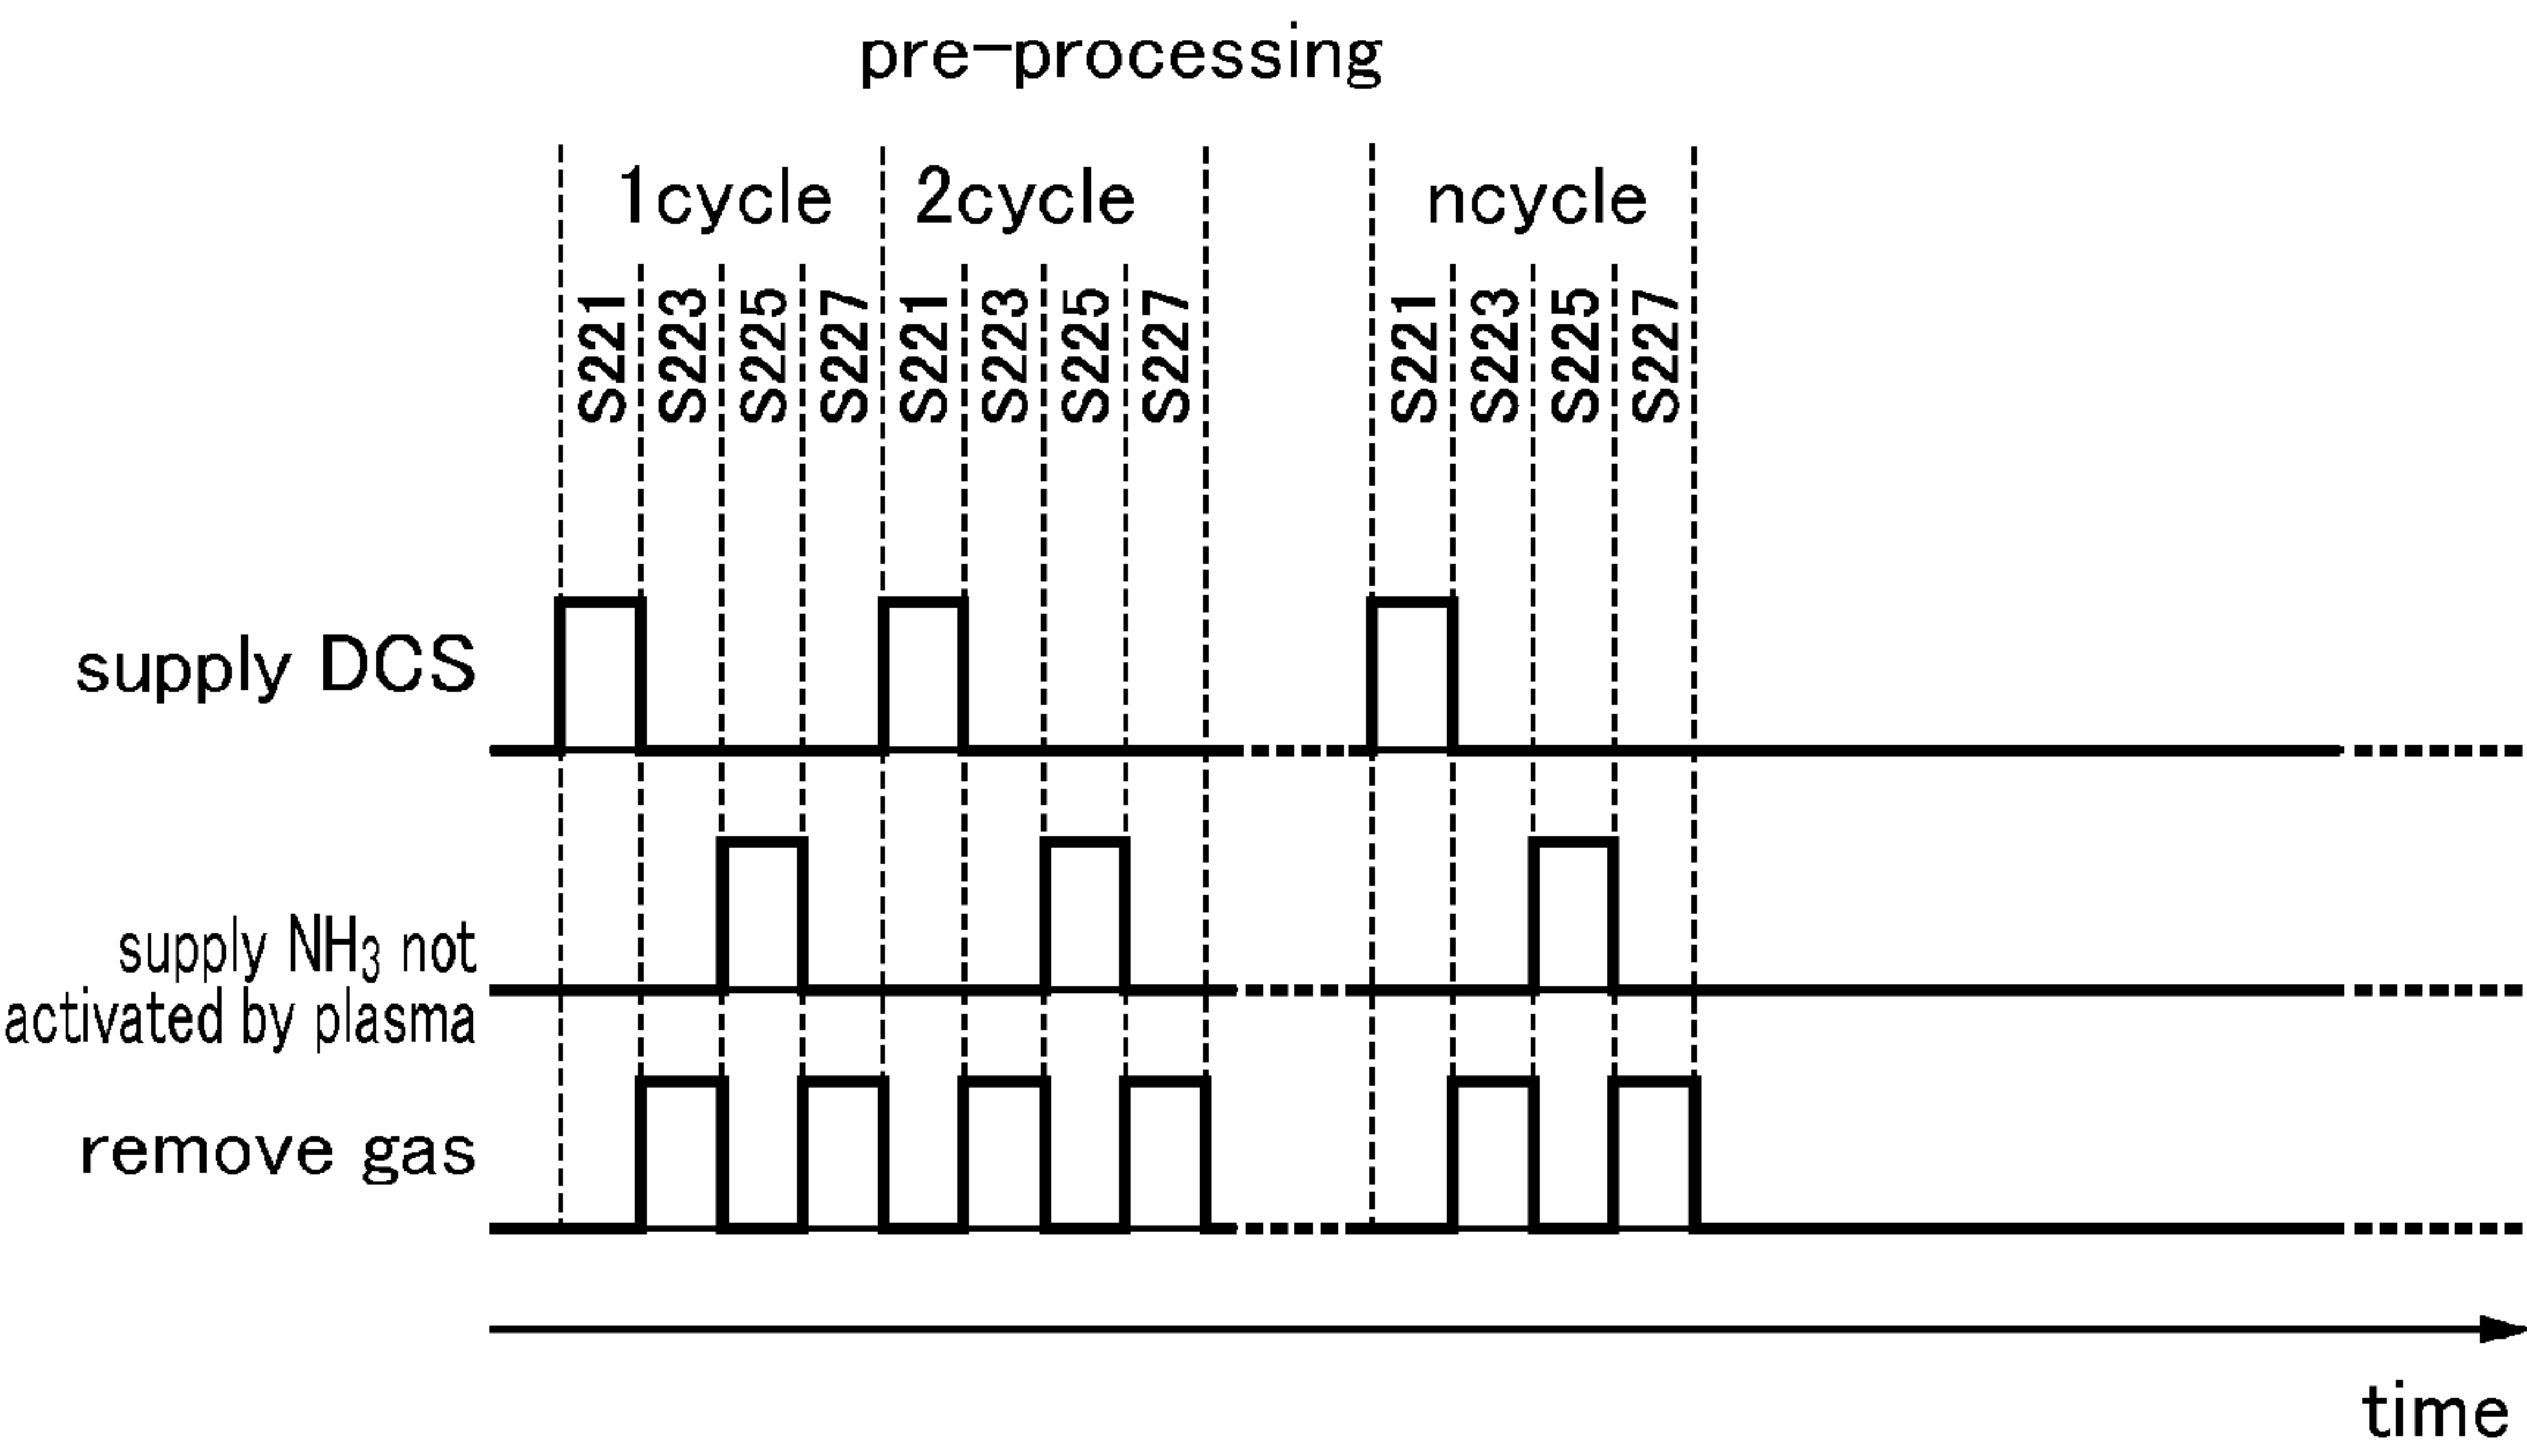 pre-processing
1cycle 2cycle ncycle
S221 S223 S225 S227 S221 S223 S225 S227 S221 S223 S225 S227
supply DCS
supply NH₃ not
activated by plasma
remove gas
time